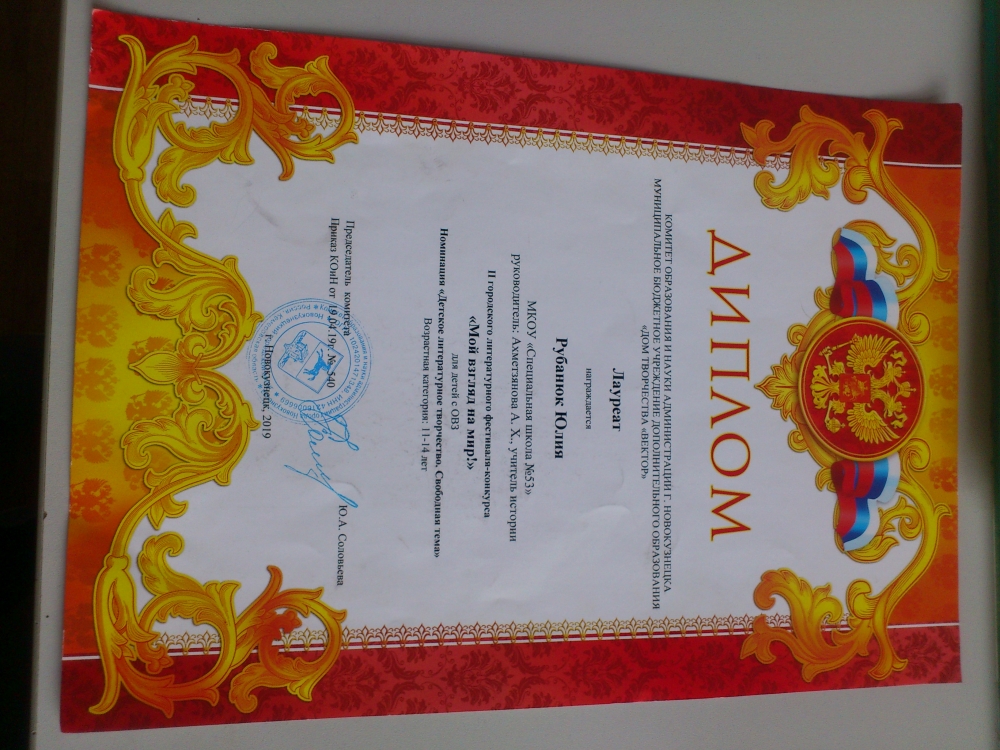 ДИПЛОМ
КОМИТЕТ ОБРАЗОВАНИЯ И НАУКИ АДМИНИСТРАЦИИ Г. НОВОКУЗНЕЦКА
МУНИЦИПАЛЬНОЕ БЮДЖЕТНОЕ УЧРЕЖДЕНИЕ ДОПОЛНИТЕЛЬНОГО ОБРАЗОВАНИЯ
«ДОМ ТВОРЧЕСТВА «ВЕКТОР»
Лауреат
награждается
Рубанюк Юлия
МКОУ «Специальная школа №53»
руководитель: Ахметзянова А. Х., учитель истории
II городского литературного фестиваля-конкурса
«Мой взгляд на мир!»
для детей с ОВЗ
Номинация «Детское литературное творчество, Свободная тема»
Возрастная категория: 11-14 лет
Председатель комитета Ю.А. Соловьева
Приказ КОиН от 19.04.19г. № 540
г. Новокузнецк, 2019